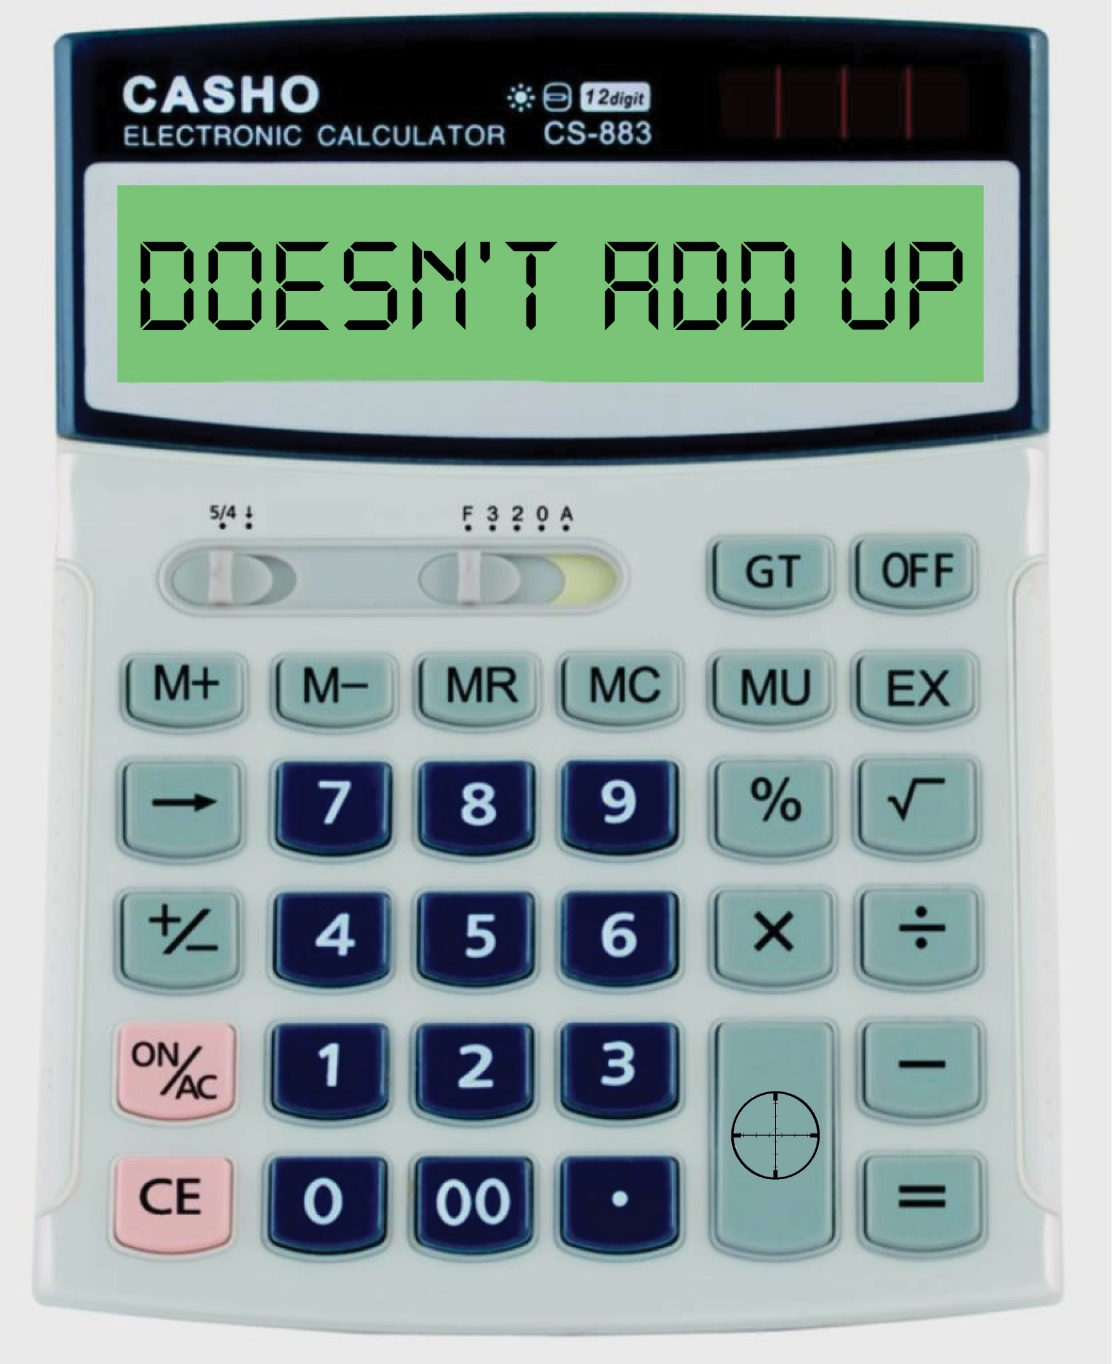 CASHO
12digit
ELECTRONIC CALCULATOR CS-883
DOESN'T ADD UP
5/4 ↓ F 3 2 0 A
GT OFF
M+ M− MR MC MU EX
→ 7 8 9 % √
+/− 4 5 6 × ÷
ON/AC 1 2 3 −
CE 0 00 · =